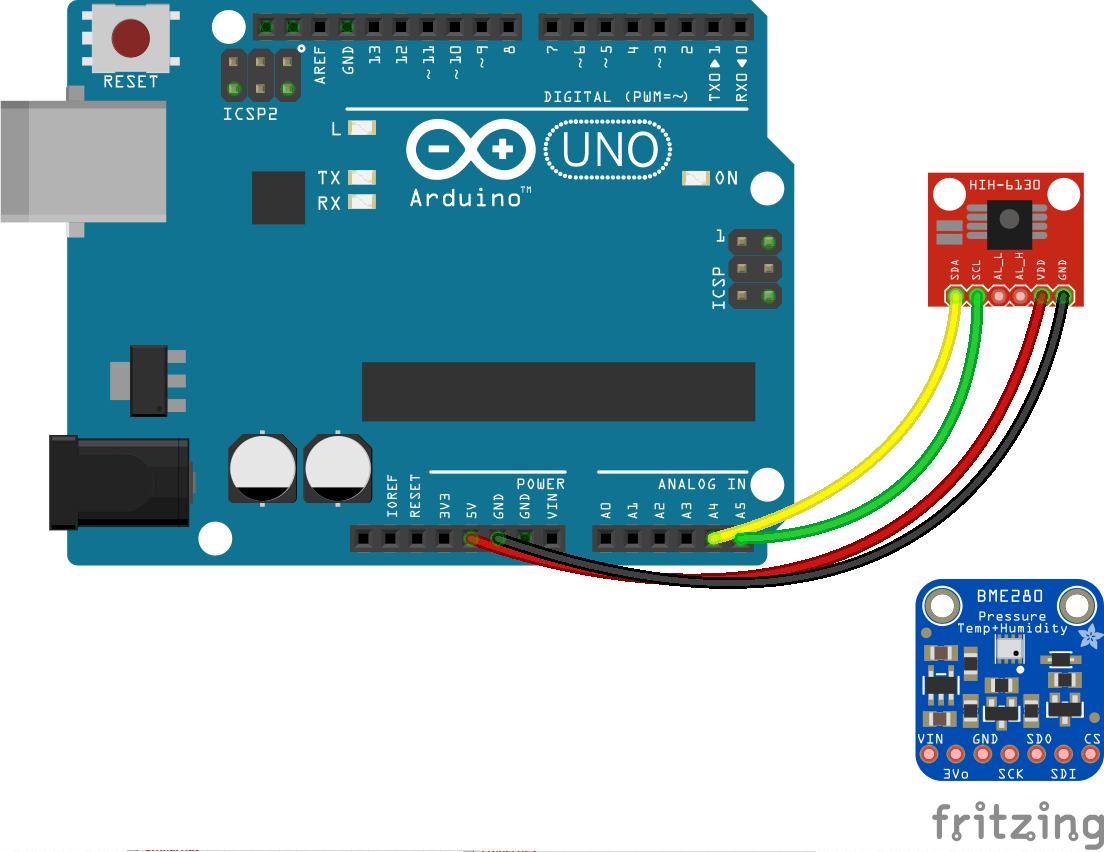 RESET
ICSP2
AREF
GND
13
12
~11
~10
~9
8
7
~6
~5
4
~3
2
TX0▶1
RX0◀0
DIGITAL (PWM=~)
L
TX
RX
UNO
Arduino™
ON
1
ICSP
IOREF
RESET
3V3
5V
GND
GND
VIN
POWER
ANALOG IN
A0
A1
A2
A3
A4
A5
HIH-6130
SDA
SCL
AL_L
AL_H
VDD
GND
BME280
Pressure
Temp+Humidity
VIN GND SDO CS
3Vo SCK SDI
fritzing